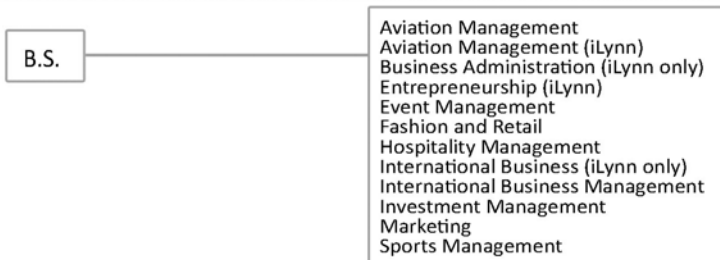 B.S.
Aviation Management
Aviation Management (iLynn)
Business Administration (iLynn only)
Entrepreneurship (iLynn)
Event Management
Fashion and Retail
Hospitality Management
International Business (iLynn only)
International Business Management
Investment Management
Marketing
Sports Management